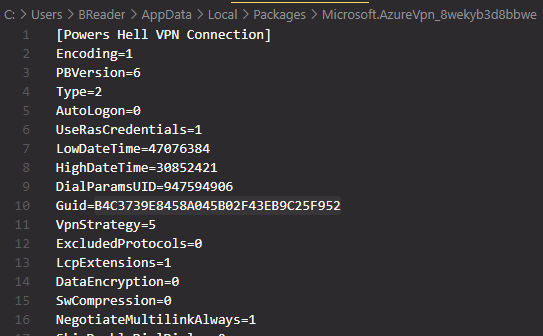 C: > Users > BReader > AppData > Local > Packages > Microsoft.AzureVpn_8wekyb3d8bbwe
1 [Powers Hell VPN Connection]
2 Encoding=1
3 PBVersion=6
4 Type=2
5 AutoLogon=0
6 UseRasCredentials=1
7 LowDateTime=47076384
8 HighDateTime=30852421
9 DialParamsUID=947594906
10 Guid=B4C3739E8458A045B02F43EB9C25F952
11 VpnStrategy=5
12 ExcludedProtocols=0
13 LcpExtensions=1
14 DataEncryption=0
15 SwCompression=0
16 NegotiateMultilinkAlways=1